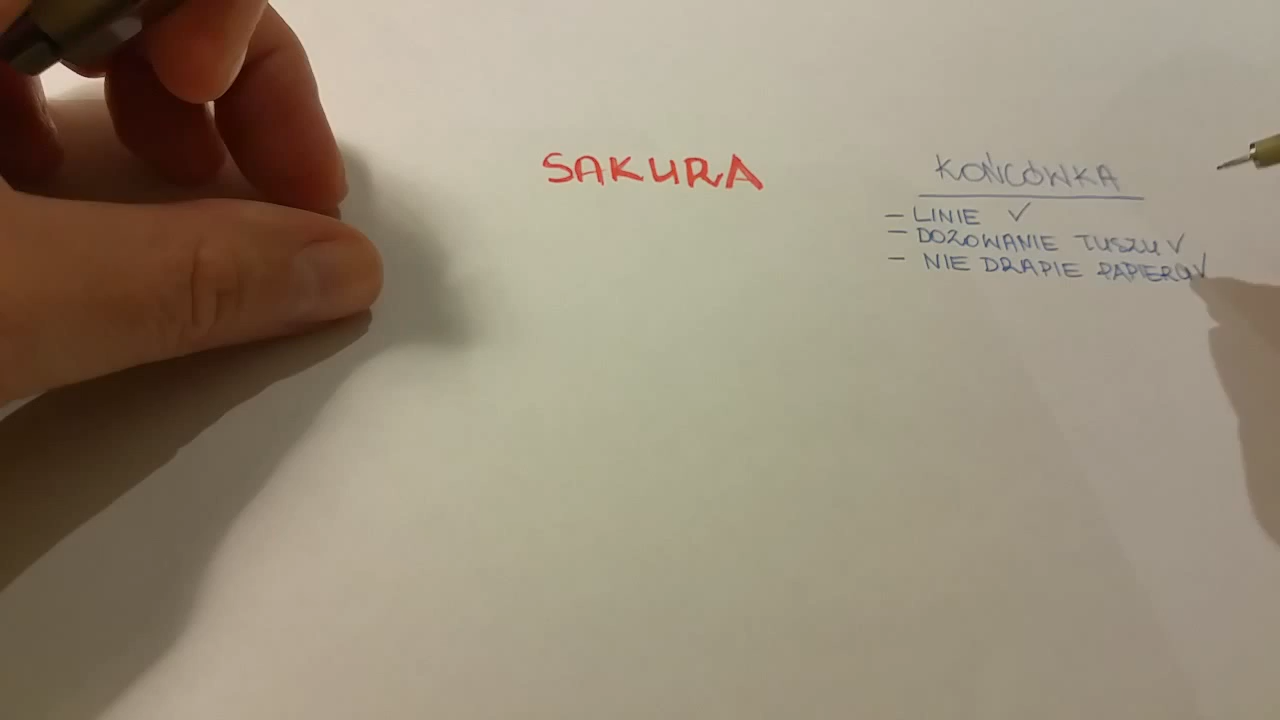 SAKURA
KOŃCÓWKA
- LINIE ✓
- DOZOWANIE TUSZU ✓
- NIE DRAPIE PAPIERU ✓